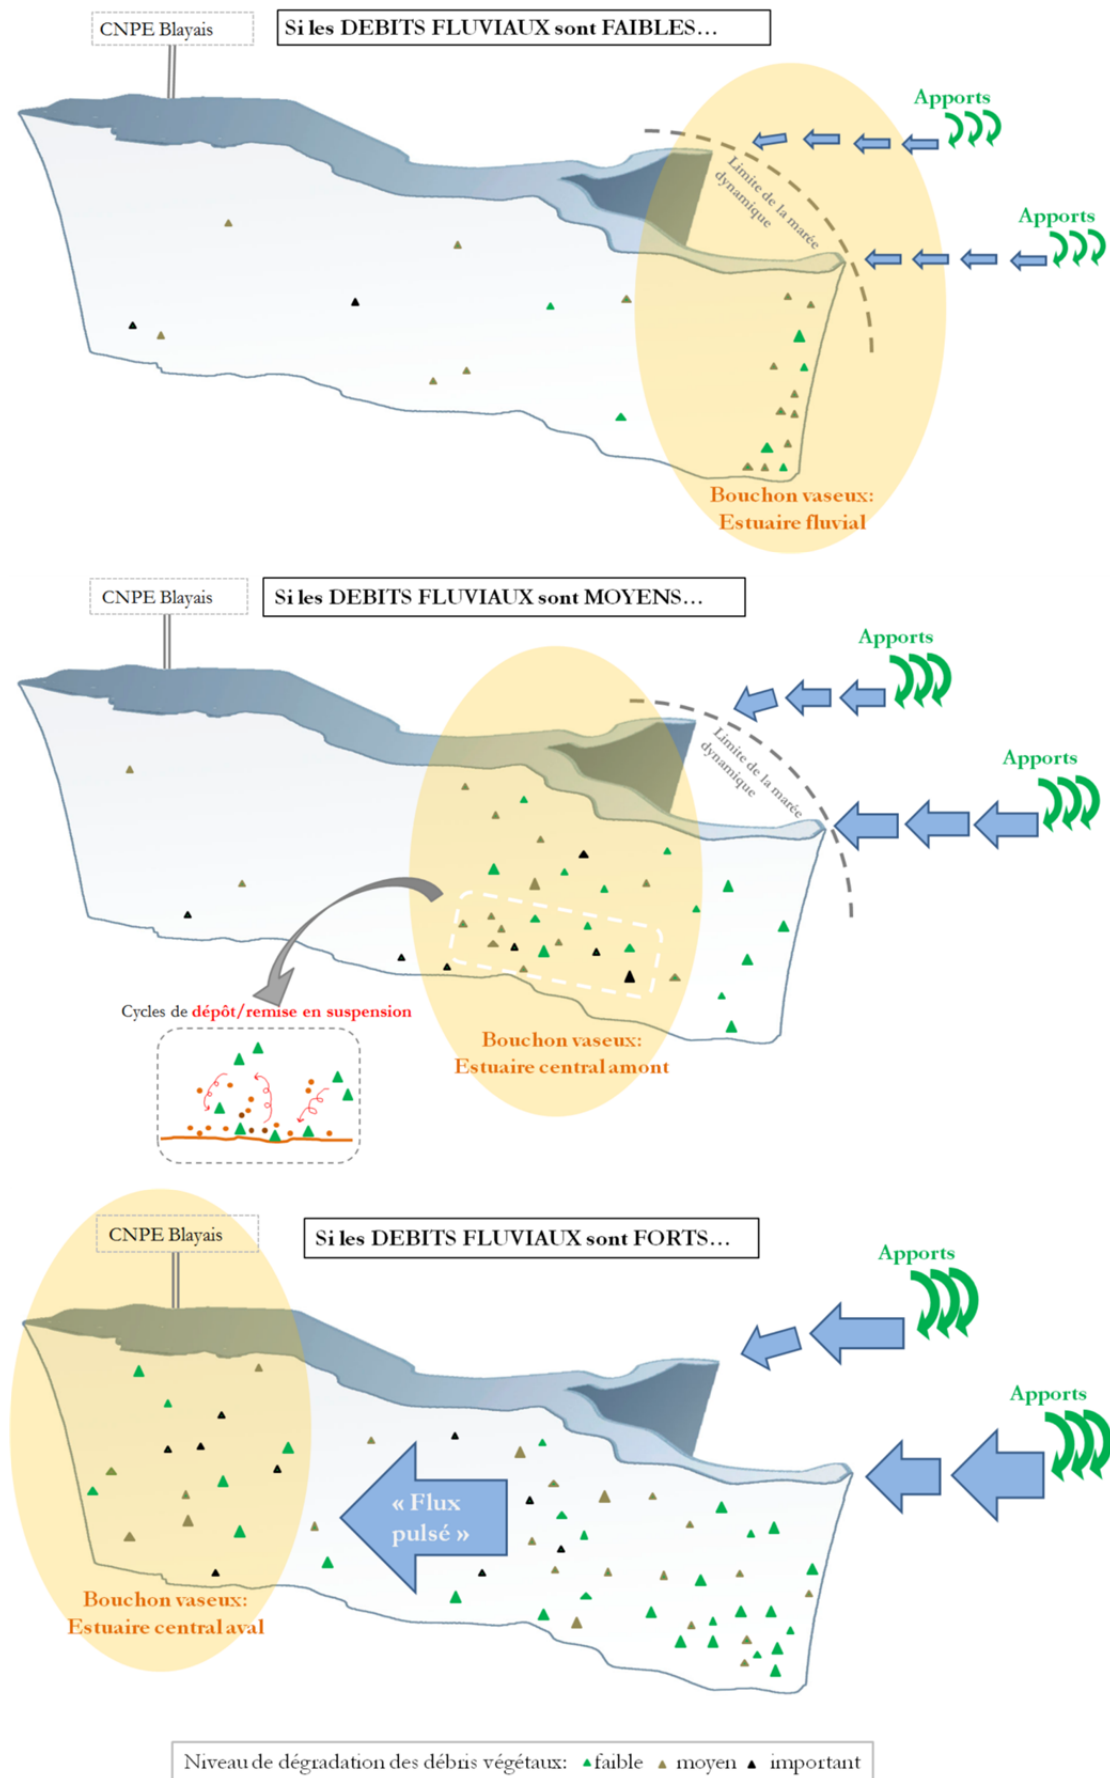 CNPE Blayais
Si les DEBITS FLUVIAUX sont FAIBLES...
Apports
Limite de la marée
dynamique
Apports
Bouchon vaseux:
Estuaire fluvial
CNPE Blayais
Si les DEBITS FLUVIAUX sont MOYENS...
Apports
Limite de la marée
dynamique
Apports
Cycles de dépôt/remise en suspension
Bouchon vaseux:
Estuaire central amont
CNPE Blayais
Si les DEBITS FLUVIAUX sont FORTS...
Apports
Apports
« Flux
pulsé »
Bouchon vaseux:
Estuaire central aval
Niveau de dégradation des débris végétaux: faible moyen important